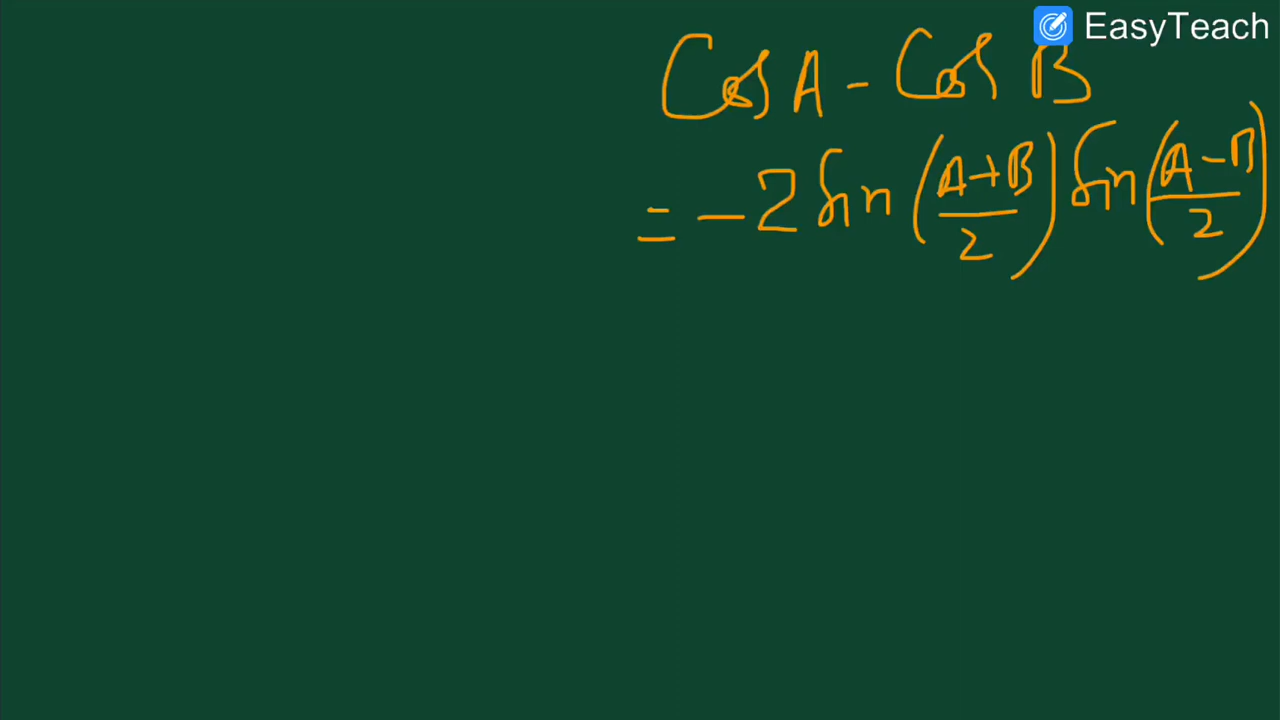 EasyTeach
Cos A - Cos B
= -2 Sin (A+B/2) Sin (A-B/2)